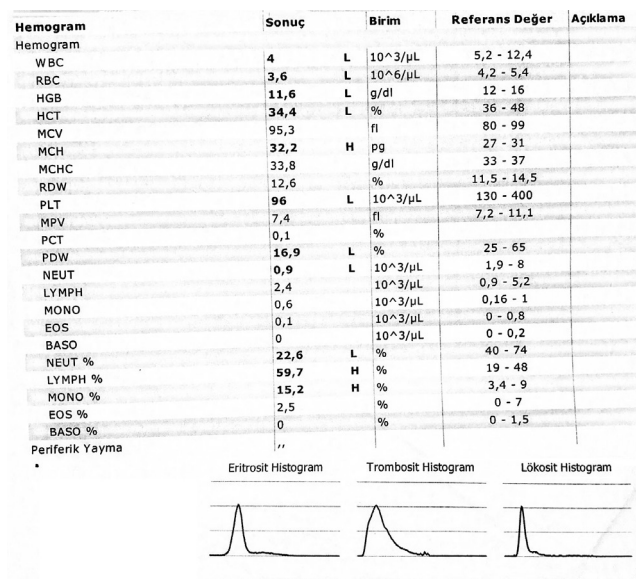 Hemogram Sonuç Birim Referans Değer Açıklama
Hemogram
WBC 4 L 10^3/µL 5,2 - 12,4
RBC 3,6 L 10^6/µL 4,2 - 5,4
HGB 11,6 L g/dl 12 - 16
HCT 34,4 L % 36 - 48
MCV 95,3 fl 80 - 99
MCH 32,2 H pg 27 - 31
MCHC 33,8 g/dl 33 - 37
RDW 12,6 % 11,5 - 14,5
PLT 96 L 10^3/µL 130 - 400
MPV 7,4 fl 7,2 - 11,1
PCT 0,1 %
PDW 16,9 L % 25 - 65
NEUT 0,9 L 10^3/µL 1,9 - 8
LYMPH 2,4 10^3/µL 0,9 - 5,2
MONO 0,6 10^3/µL 0,16 - 1
EOS 0,1 10^3/µL 0 - 0,8
BASO 0 10^3/µL 0 - 0,2
NEUT % 22,6 L % 40 - 74
LYMPH % 59,7 H % 19 - 48
MONO % 15,2 H % 3,4 - 9
EOS % 2,5 % 0 - 7
BASO % 0 % 0 - 1,5
Periferik Yayma ,,
Eritrosit Histogram Trombosit Histogram Lökosit Histogram